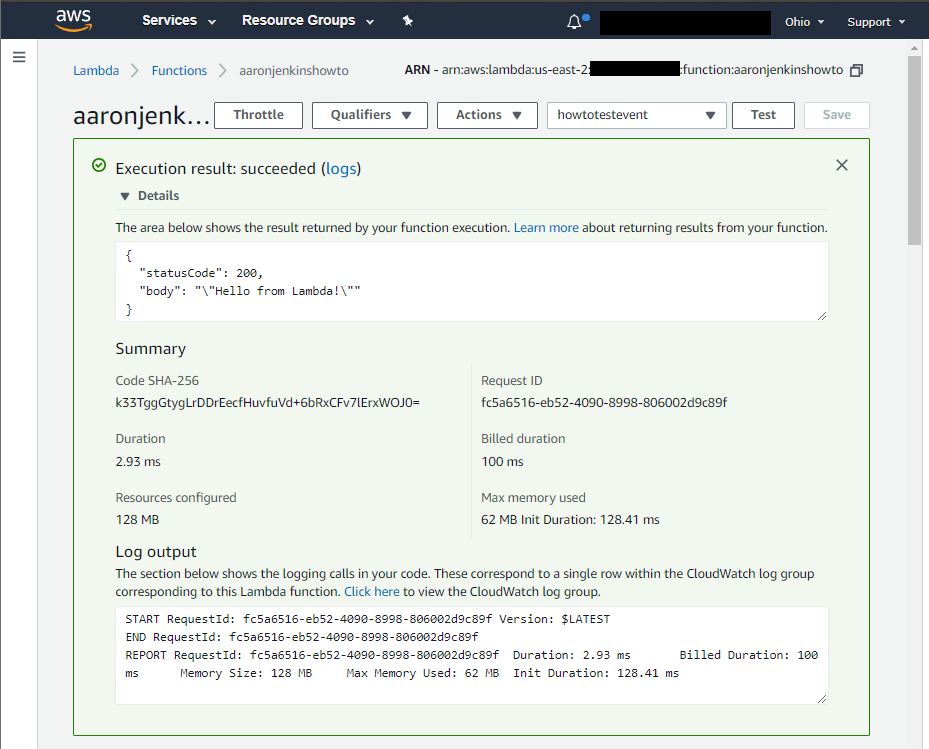 aws Services Resource Groups Ohio Support
Lambda Functions aaronjenkinshowto ARN - arn:aws:lambda:us-east-2: :function:aaronjenkinshowto
aaronjenk... Throttle Qualifiers Actions howtotestevent Test Save
Execution result: succeeded (logs)
Details
The area below shows the result returned by your function execution. Learn more about returning results from your function.
{
  "statusCode": 200,
  "body": "\"Hello from Lambda!\""
}
Summary
Code SHA-256
k33TggGtygLrDDrEecfHuvfuVd+6bRxCFv7lErxWOJ0=
Request ID
fc5a6516-eb52-4090-8998-806002d9c89f
Duration
2.93 ms
Billed duration
100 ms
Resources configured
128 MB
Max memory used
62 MB Init Duration: 128.41 ms
Log output
The section below shows the logging calls in your code. These correspond to a single row within the CloudWatch log group
corresponding to this Lambda function. Click here to view the CloudWatch log group.
START RequestId: fc5a6516-eb52-4090-8998-806002d9c89f Version: $LATEST
END RequestId: fc5a6516-eb52-4090-8998-806002d9c89f
REPORT RequestId: fc5a6516-eb52-4090-8998-806002d9c89f Duration: 2.93 ms Billed Duration: 100
ms Memory Size: 128 MB Max Memory Used: 62 MB Init Duration: 128.41 ms